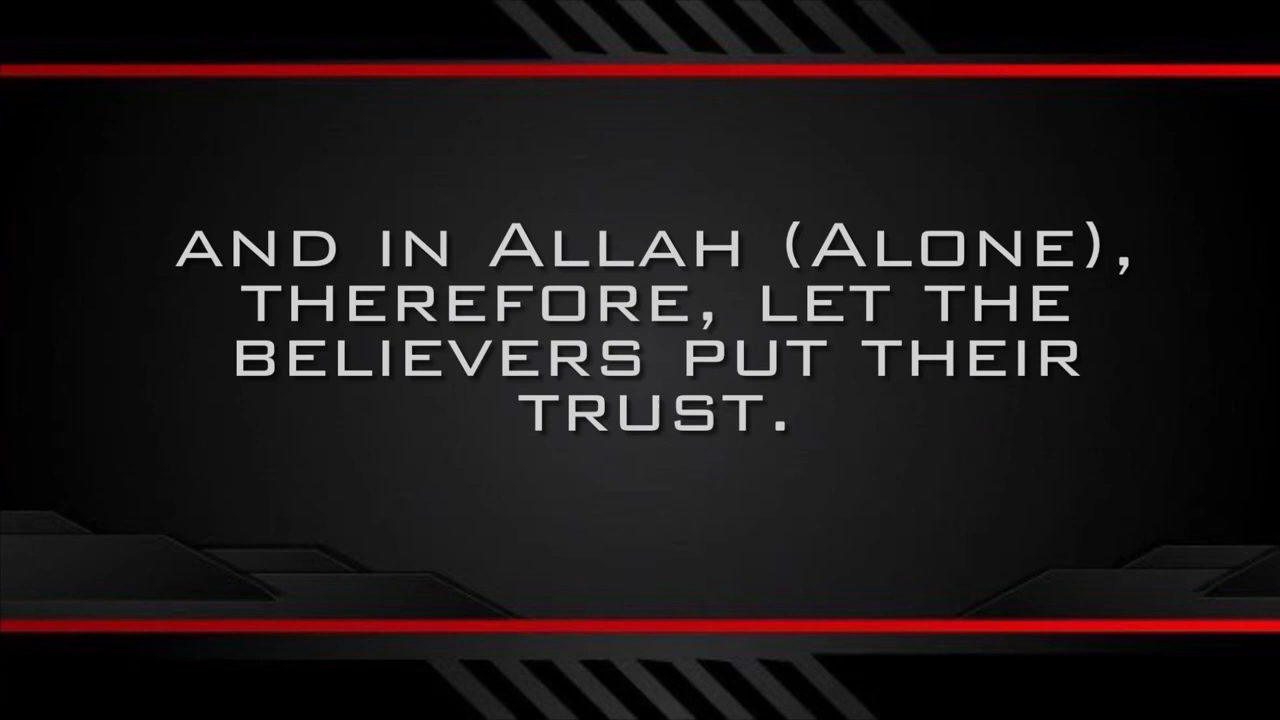 and in Allah (Alone),
therefore, let the
believers put their
trust.